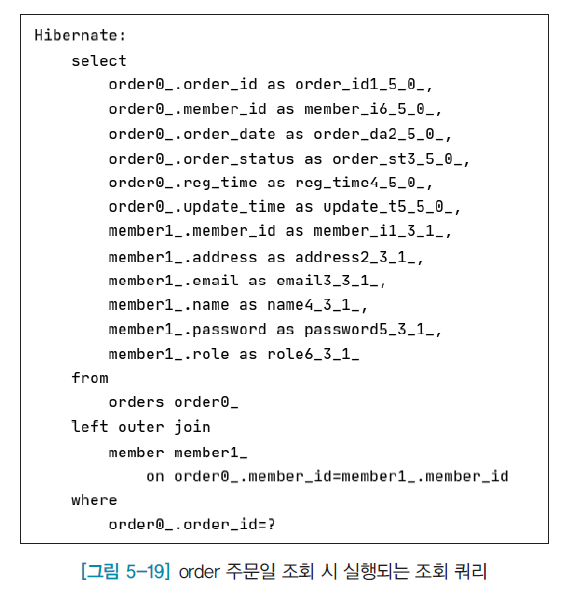 Hibernate:
    select
        order0_.order_id as order_id1_5_0_,
        order0_.member_id as member_i6_5_0_,
        order0_.order_date as order_da2_5_0_,
        order0_.order_status as order_st3_5_0_,
        order0_.reg_time as reg_time4_5_0_,
        order0_.update_time as update_t5_5_0_,
        member1_.member_id as member_i1_3_1_,
        member1_.address as address2_3_1_,
        member1_.email as email3_3_1_,
        member1_.name as name4_3_1_,
        member1_.password as password5_3_1_,
        member1_.role as role6_3_1_
    from
        orders order0_
    left outer join
        member member1_
            on order0_.member_id=member1_.member_id
    where
        order0_.order_id=?
[그림 5-19] order 주문일 조회 시 실행되는 조회 쿼리